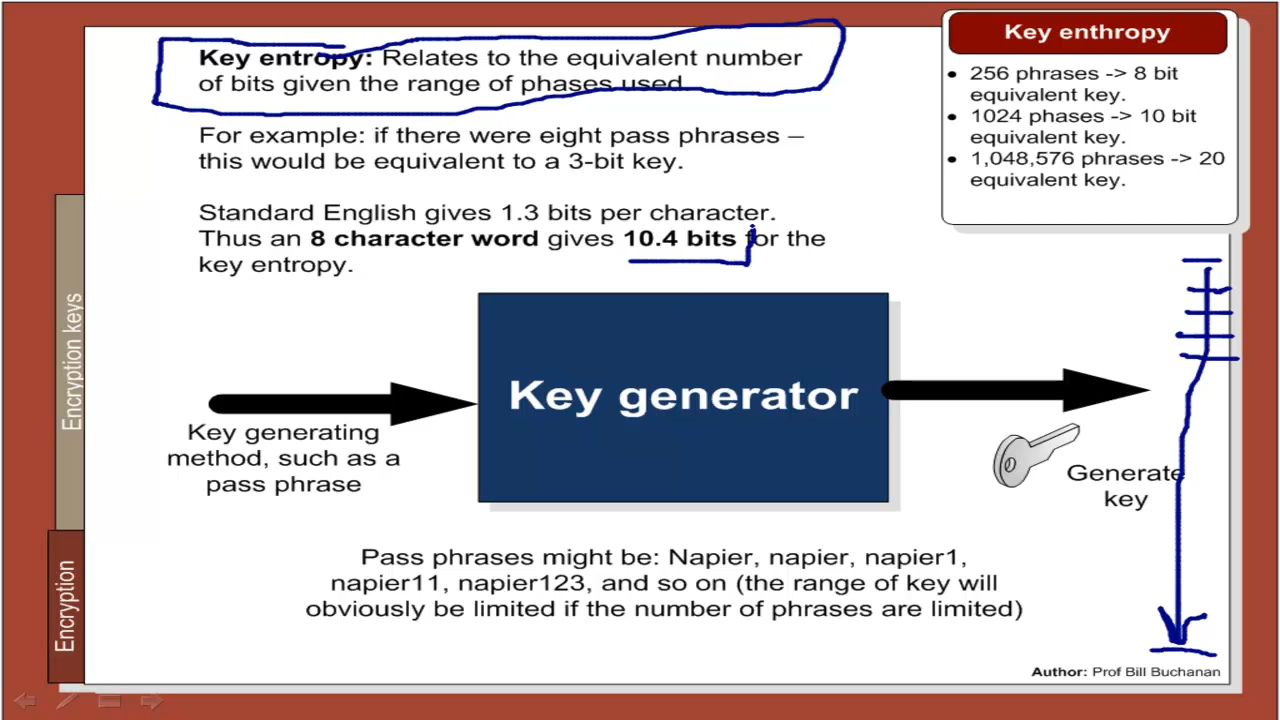 Key entropy: Relates to the equivalent number
of bits given the range of phases used
For example: if there were eight pass phrases –
this would be equivalent to a 3-bit key.
Standard English gives 1.3 bits per character.
Thus an 8 character word gives 10.4 bits for the
key entropy.
Key enthropy
• 256 phrases -> 8 bit
equivalent key.
• 1024 phases -> 10 bit
equivalent key.
• 1,048,576 phrases -> 20
equivalent key.
Encryption keys
Encryption
Key generating
method, such as a
pass phrase
Key generator
Generate
key
Pass phrases might be: Napier, napier, napier1,
napier11, napier123, and so on (the range of key will
obviously be limited if the number of phrases are limited)
Author: Prof Bill Buchanan